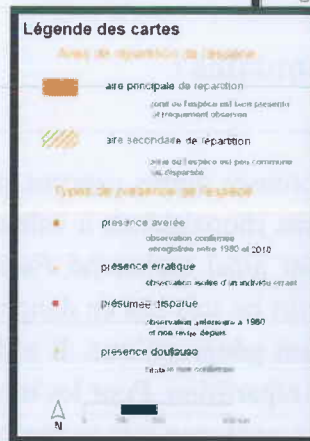 Légende des cartes
Aires de répartition de l'espèce
aire principale de répartition
zone où l'espèce est bien présente
et fréquemment observée
aire secondaire de répartition
zone où l'espèce est peu commune
ou dispersée
Types de présence de l'espèce
présence avérée
observation confirmée
enregistrée entre 1980 et 2010
présence erratique
observation isolée d'un individu errant
présumée disparue
observation antérieure à 1980
et non revue depuis
présence douteuse
non confirmée
N